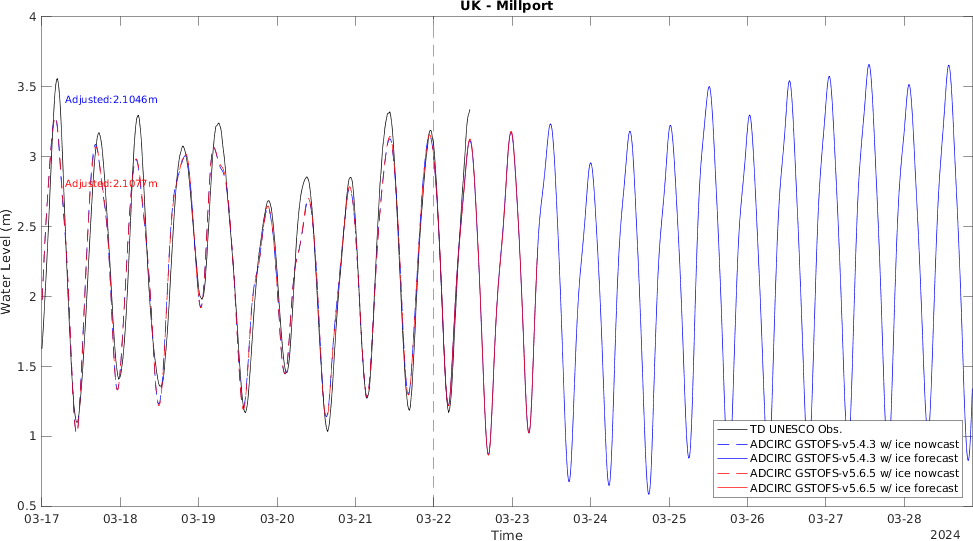 UK - Millport
4
3.5
3
2.5
2
1.5
1
0.5
Water Level (m)
Adjusted:2.1046m
Adjusted:2.1077m
TD UNESCO Obs.
ADCIRC GSTOFS-v5.4.3 w/ ice nowcast
ADCIRC GSTOFS-v5.4.3 w/ ice forecast
ADCIRC GSTOFS-v5.6.5 w/ ice nowcast
ADCIRC GSTOFS-v5.6.5 w/ ice forecast
03-17 03-18 03-19 03-20 03-21 03-22 03-23 03-24 03-25 03-26 03-27 03-28
Time
2024